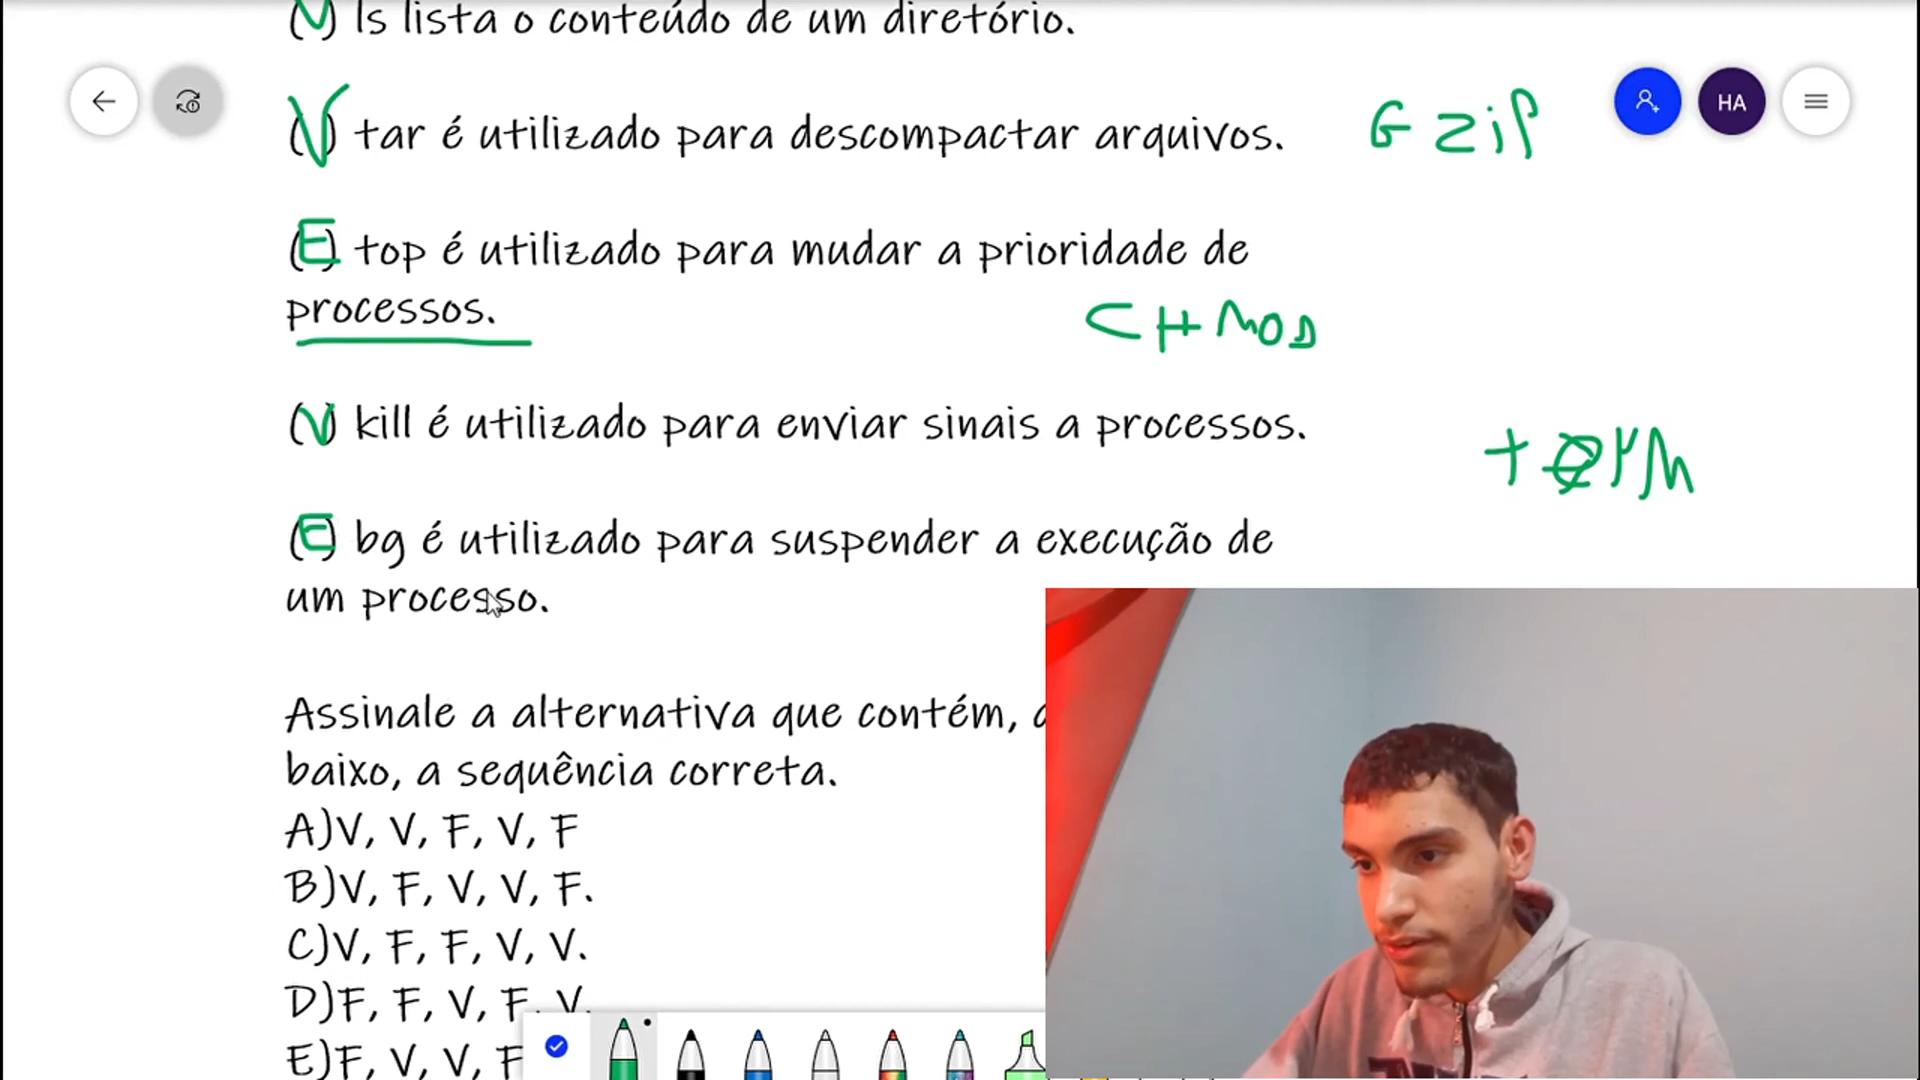 (V) ls lista o conteúdo de um diretório.
(V) tar é utilizado para descompactar arquivos.
GZip
HA
(E) top é utilizado para mudar a prioridade de
processos.
CHMOD
(V) kill é utilizado para enviar sinais a processos.
(E) bg é utilizado para suspender a execução de
um processo.
Assinale a alternativa que contém,
baixo, a sequência correta.
A)V, V, F, V, F
B)V, F, V, V, F.
C)V, F, F, V, V.
D)F, F, V, F, V.
E)F, V, V, F